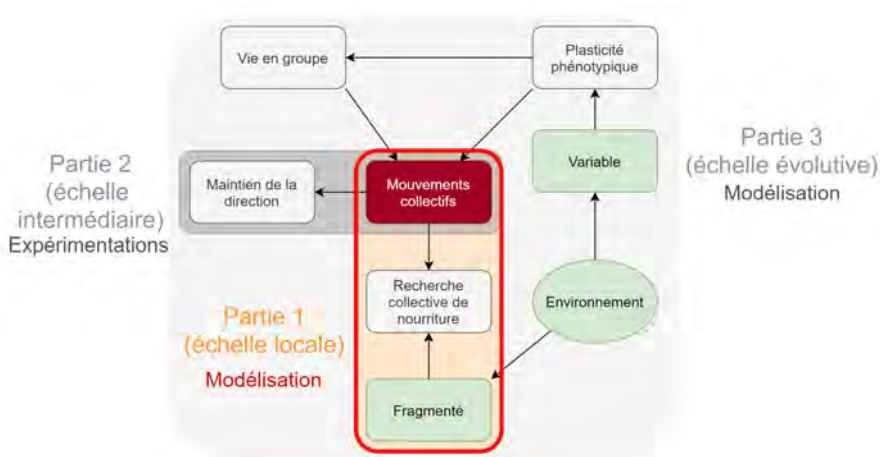 Vie en groupe
Plasticité
phénotypique
Partie 2
(échelle
intermédiaire)
Expérimentations
Maintien de la
direction
Mouvements
collectifs
Variable
Partie 3
(échelle évolutive)
Modélisation
Partie 1
(échelle locale)
Modélisation
Recherche
collective de
nourriture
Environnement
Fragmenté